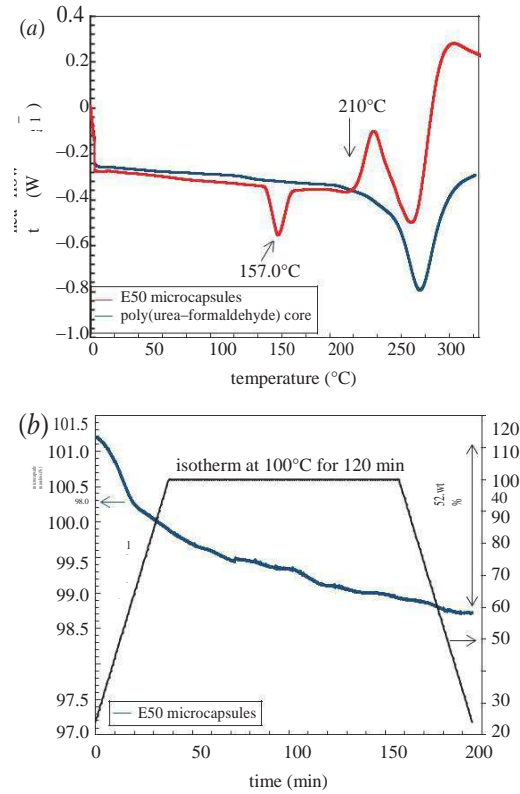 (a)
0.4
0.2
0
−0.2
−0.4
−0.6
−0.8
−1.0
(W
210°C
157.0°C
E50 microcapsules
poly(urea–formaldehyde) core
0 50 100 150 200 250 300
temperature (°C)
(b)
101.5
101.0
100.5
98.0
100.0
99.5
99.0
98.5
97.5
97.0
isotherm at 100°C for 120 min
1
52.wt
%
120
110
100
90
80
70
60
50
40
30
20
E50 microcapsules
0 50 100 150 200
time (min)